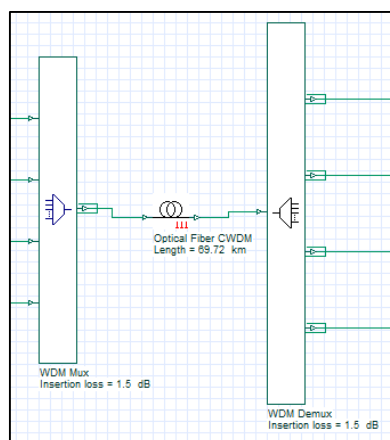 Optical Fiber CWDM
Length = 69.72 km
WDM Mux
Insertion loss = 1.5 dB
WDM Demux
Insertion loss = 1.5 dB